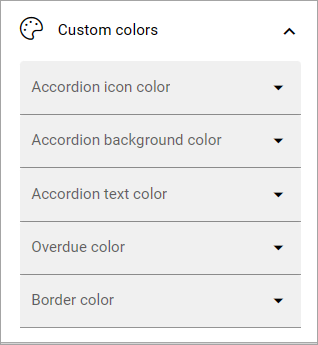 Custom colors
Accordion icon color
Accordion background color
Accordion text color
Overdue color
Border color